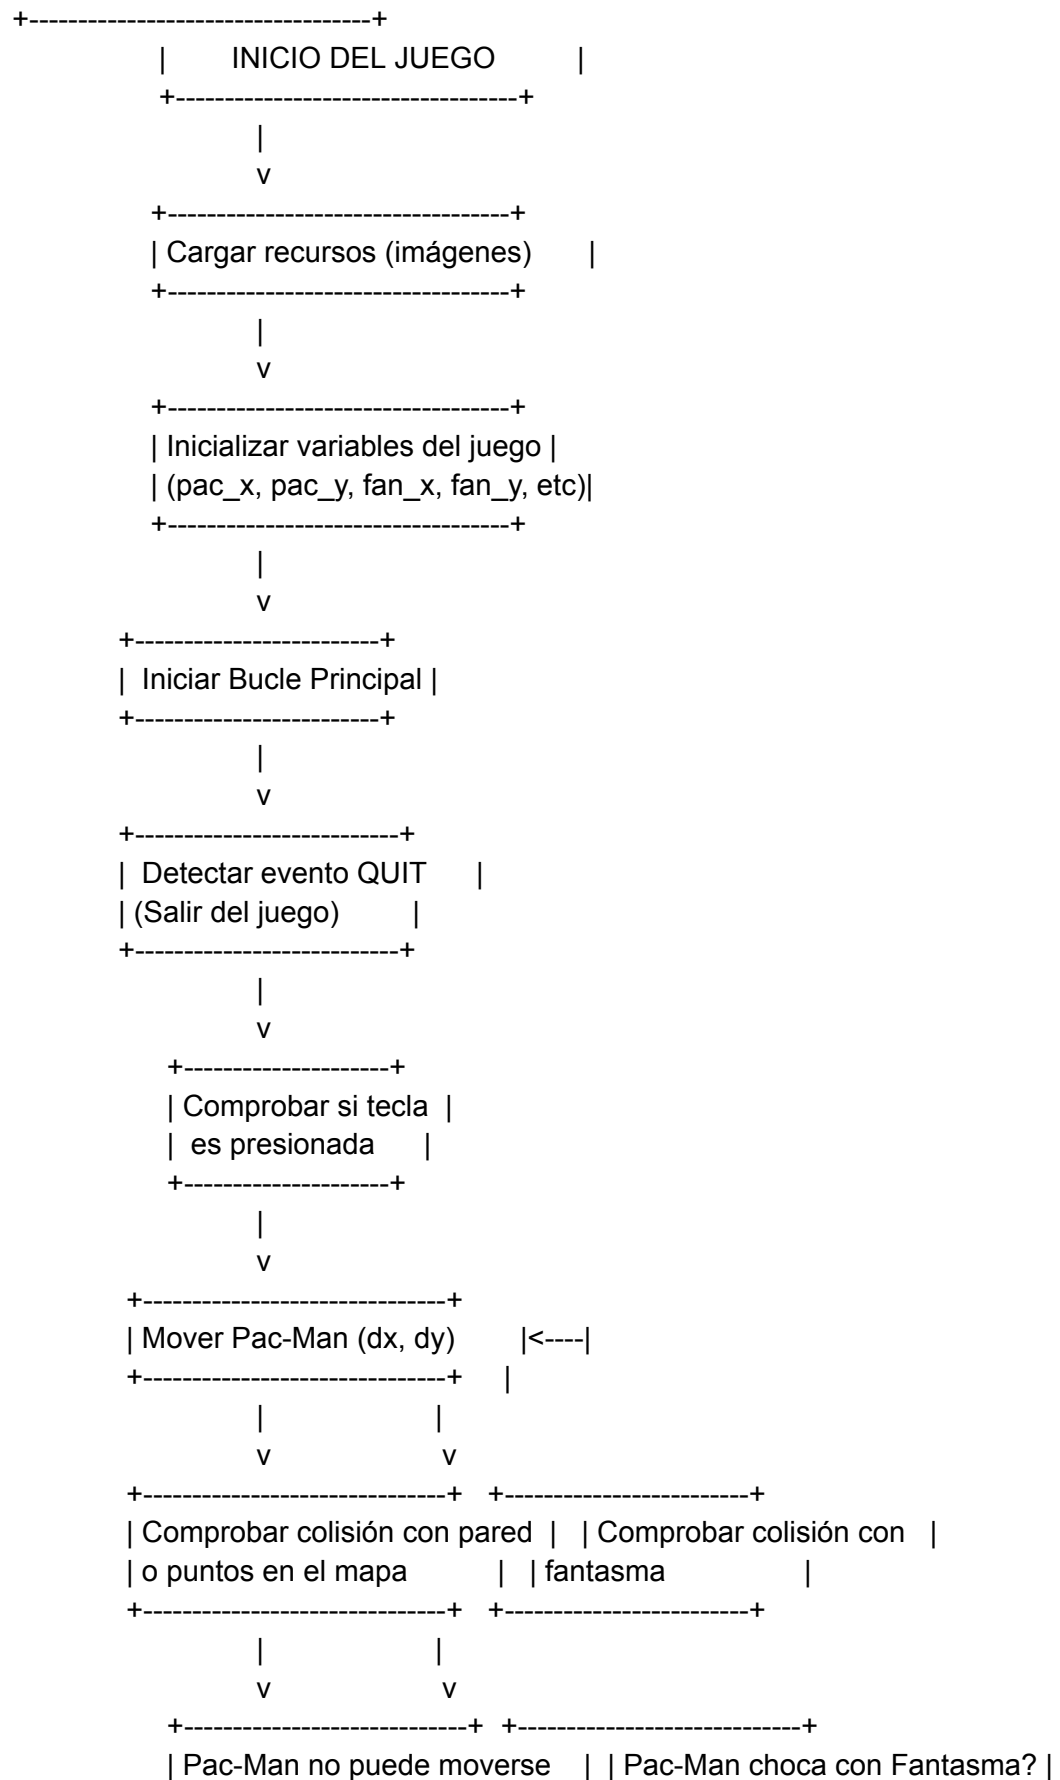 +-----------------------------------+
| INICIO DEL JUEGO |
+-----------------------------------+
|
v
+-----------------------------------+
| Cargar recursos (imágenes) |
+-----------------------------------+
|
v
+-----------------------------------+
| Inicializar variables del juego |
| (pac_x, pac_y, fan_x, fan_y, etc)|
+-----------------------------------+
|
v
+-------------------------+
| Iniciar Bucle Principal |
+-------------------------+
|
v
+---------------------------+
| Detectar evento QUIT |
| (Salir del juego) |
+---------------------------+
|
v
+---------------------+
| Comprobar si tecla |
| es presionada |
+---------------------+
|
v
+-------------------------------+
| Mover Pac-Man (dx, dy) |<----|
+-------------------------------+ |
| |
v v
+-------------------------------+ +-------------------------+
| Comprobar colisión con pared | | Comprobar colisión con |
| o puntos en el mapa | | fantasma |
+-------------------------------+ +-------------------------+
| |
v v
+-----------------------------+ +-----------------------------+
| Pac-Man no puede moverse | | Pac-Man choca con Fantasma? |